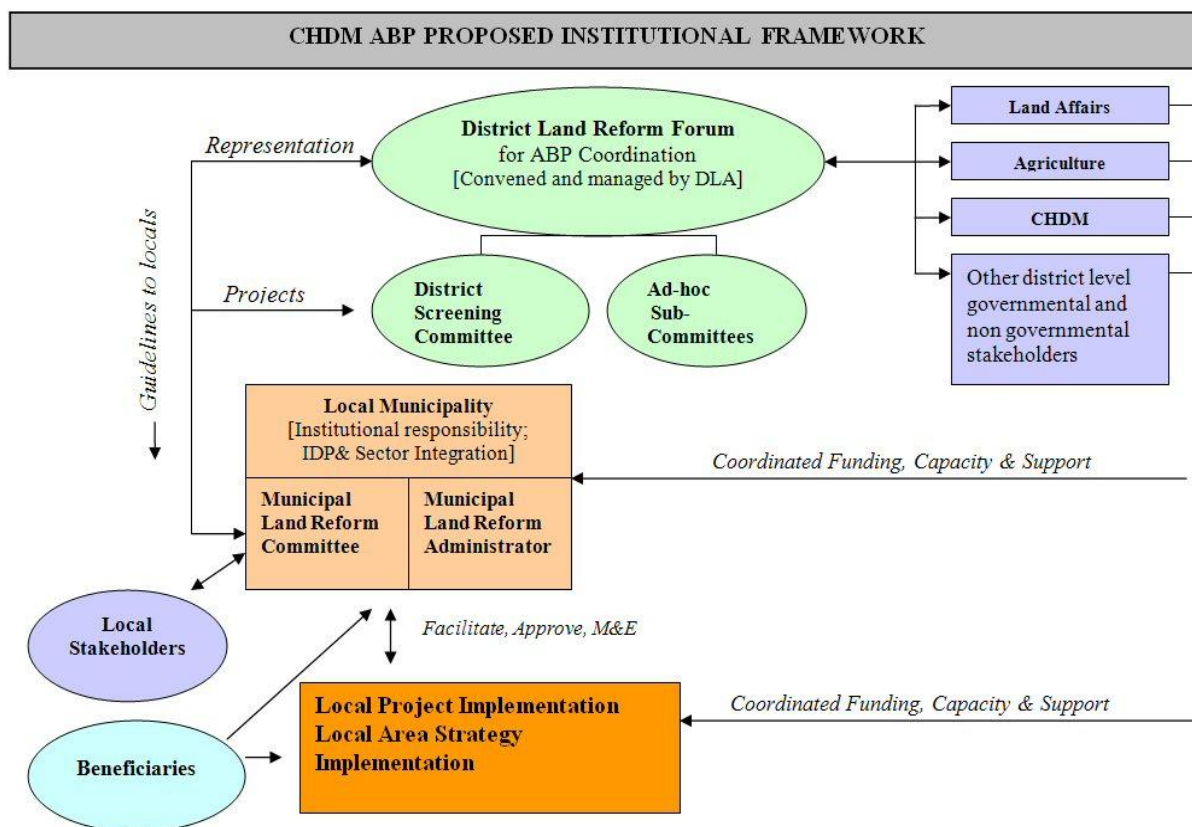 CHDM ABP PROPOSED INSTITUTIONAL FRAMEWORK
District Land Reform Forum
for ABP Coordination
[Convened and managed by DLA]
Representation
Land Affairs
Agriculture
CHDM
Other district level
governmental and
non governmental
stakeholders
Guidelines to locals
Projects
District
Screening
Committee
Ad-hoc
Sub-
Committees
Local Municipality
[Institutional responsibility;
IDP& Sector Integration]
Coordinated Funding, Capacity & Support
Municipal
Land Reform
Committee
Municipal
Land Reform
Administrator
Local
Stakeholders
Facilitate, Approve, M&E
Local Project Implementation
Local Area Strategy
Implementation
Coordinated Funding, Capacity & Support
Beneficiaries